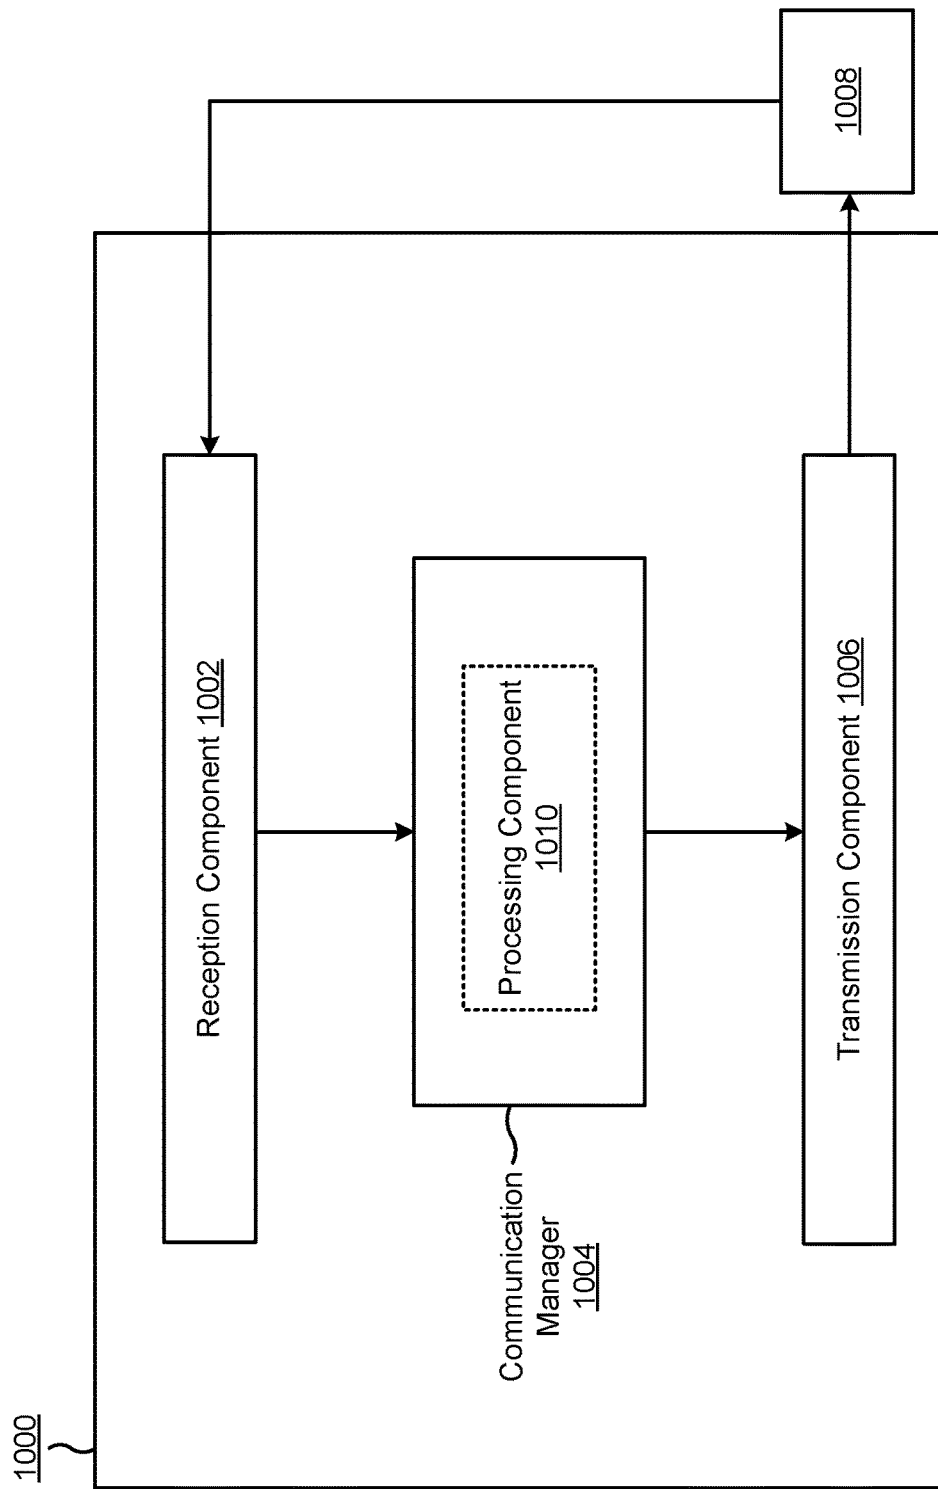 1000
Reception Component 1002
Communication
Manager
1004
Processing Component
1010
Transmission Component 1006
1008